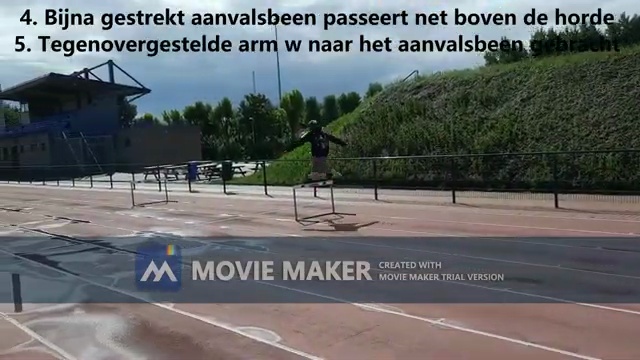 4. Bijna gestrekt aanvalsbeen passeert net boven de horde
5. Tegenovergestelde arm w naar het aanvalsbeen gebracht
MOVIE MAKER
CREATED WITH
MOVIE MAKER TRIAL VERSION